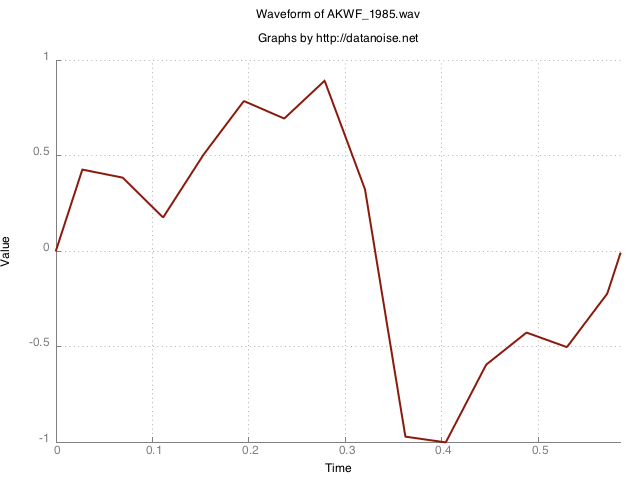 Waveform of AKWF_1985.wav
Graphs by http://datanoise.net
1
0.5
0
-0.5
-1
Value
0 0.1 0.2 0.3 0.4 0.5
Time